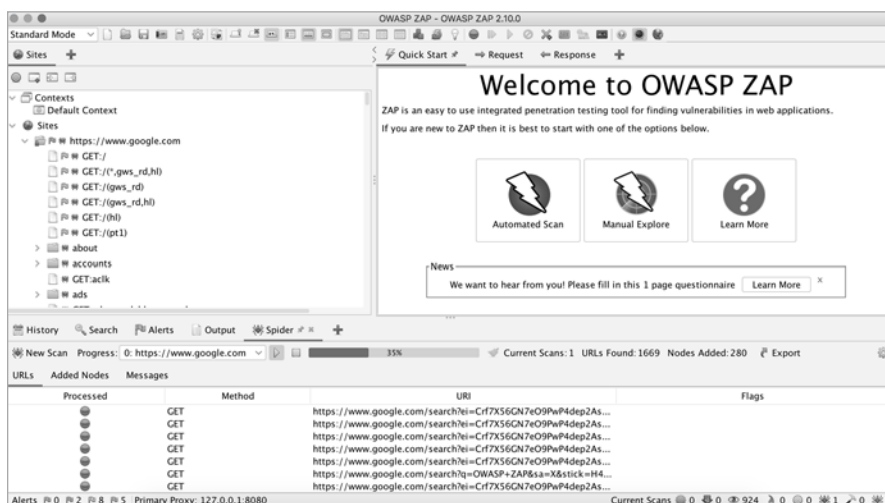 OWASP ZAP - OWASP ZAP 2.10.0
Standard Mode
Sites
Quick Start
Request
Response
Contexts
Default Context
Sites
https://www.google.com
GET:/
GET:/(*,gws_rd,hl)
GET:/(gws_rd)
GET:/(gws_rd,hl)
GET:/(hl)
GET:/(pt1)
about
accounts
GET:aclk
ads
Welcome to OWASP ZAP
ZAP is an easy to use integrated penetration testing tool for finding vulnerabilities in web applications.
If you are new to ZAP then it is best to start with one of the options below.
Automated Scan
Manual Explore
Learn More
News
We want to hear from you! Please fill in this 1 page questionnaire
Learn More
x
History
Search
Alerts
Output
Spider
New Scan Progress: 0: https://www.google.com 35% Current Scans: 1 URLs Found: 1669 Nodes Added: 280 Export
URLs Added Nodes Messages
Processed Method URI Flags
GET https://www.google.com/search?ei=Crf7X56GN7eO9PwP4dep2As...
GET https://www.google.com/search?ei=Crf7X56GN7eO9PwP4dep2As...
GET https://www.google.com/search?ei=Crf7X56GN7eO9PwP4dep2As...
GET https://www.google.com/search?ei=Crf7X56GN7eO9PwP4dep2As...
GET https://www.google.com/search?q=OWASP+ZAP&sa=X&stick=H4...
GET https://www.google.com/search?ei=Crf7X56GN7eO9PwP4dep2As...
Alerts 0 2 8 5 Primary Proxy: 127.0.0.1:8080 Current Scans 0 0 924 0 0 1 0